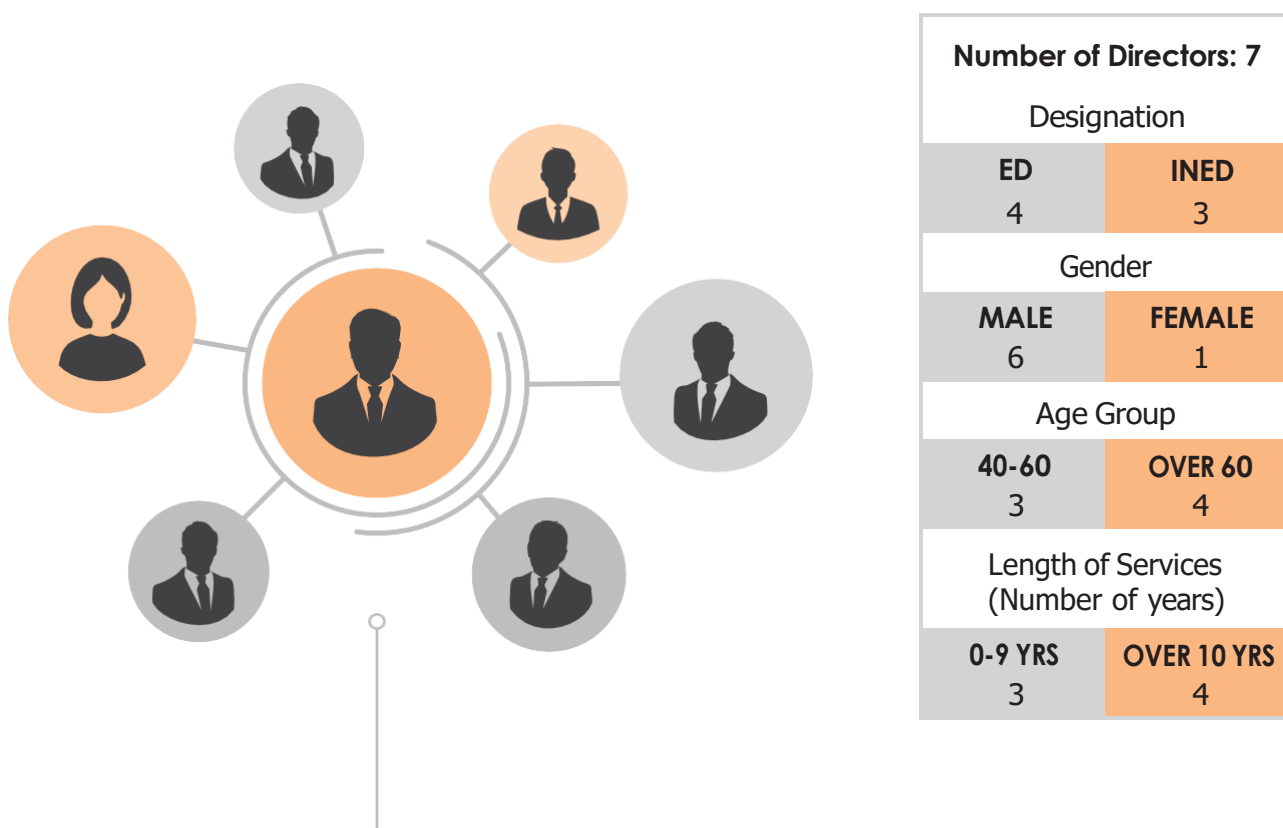 Number of Directors: 7
Designation
ED INED
4 3
Gender
MALE FEMALE
6 1
Age Group
40-60 OVER 60
3 4
Length of Services
(Number of years)
0-9 YRS OVER 10 YRS
3 4